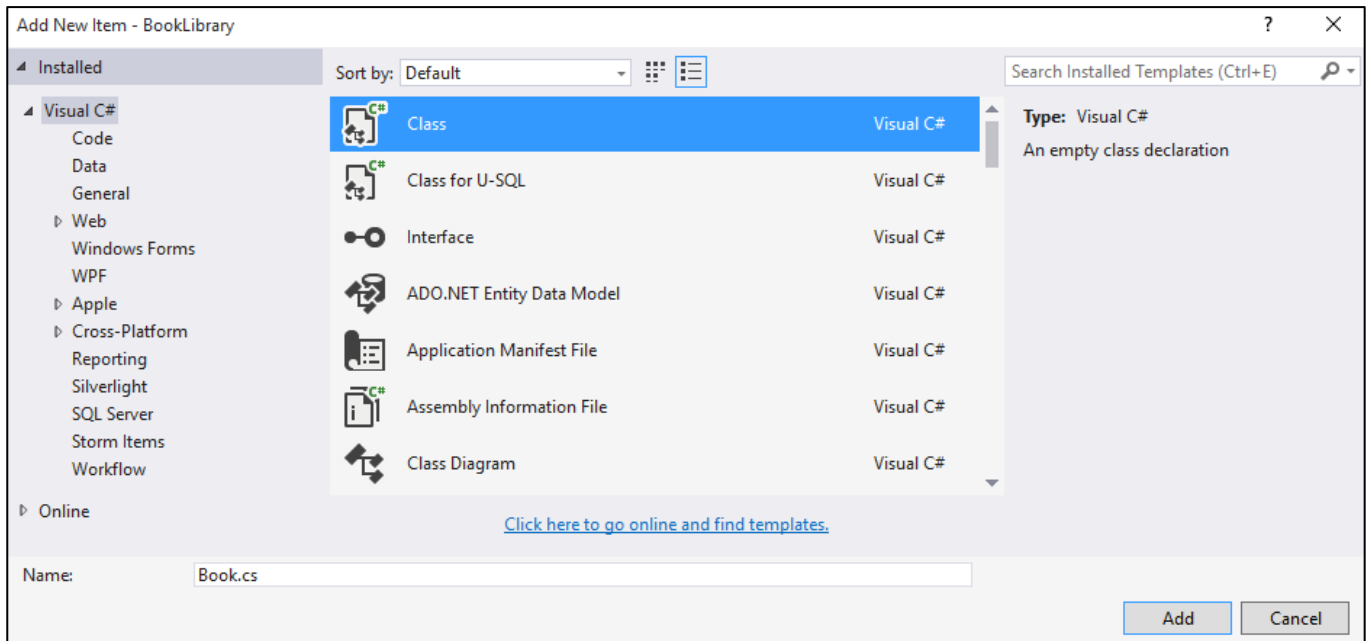 Add New Item - BookLibrary
?
Installed
Sort by: Default
Search Installed Templates (Ctrl+E)
Visual C#
Code
Data
General
Web
Windows Forms
WPF
Apple
Cross-Platform
Reporting
Silverlight
SQL Server
Storm Items
Workflow
Online
C# Class Visual C#
C# Class for U-SQL Visual C#
Interface Visual C#
ADO.NET Entity Data Model Visual C#
Application Manifest File Visual C#
C# Assembly Information File Visual C#
Class Diagram Visual C#
Click here to go online and find templates.
Type: Visual C#
An empty class declaration
Name: Book.cs
Add Cancel